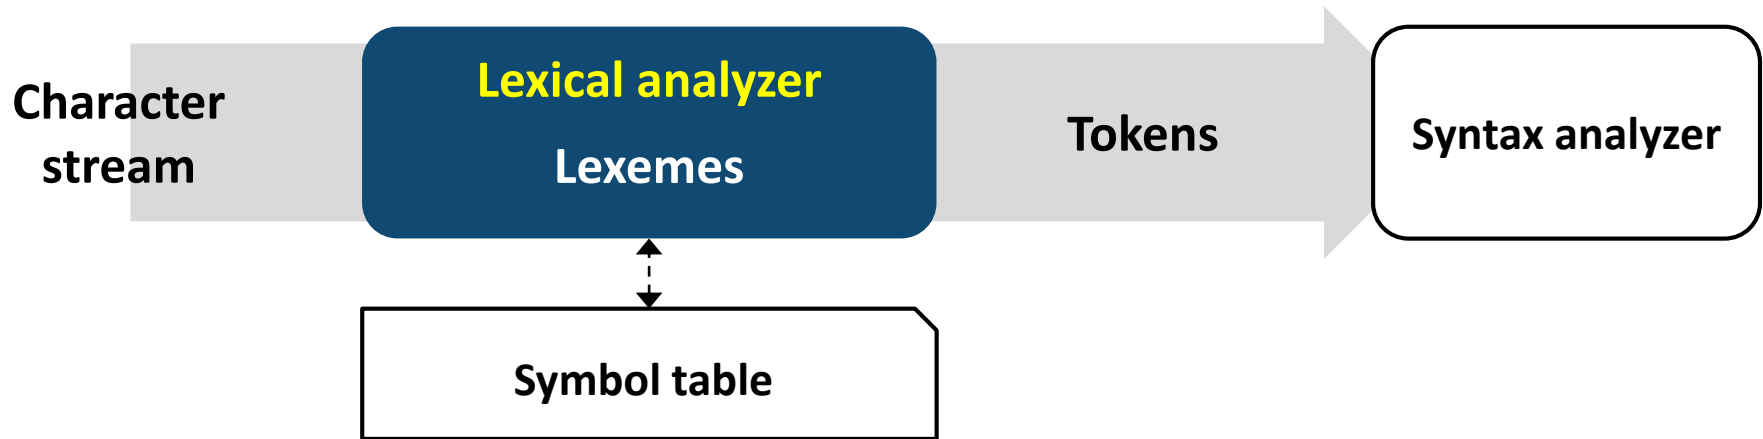 Character
stream
Lexical analyzer
Lexemes
Tokens
Syntax analyzer
Symbol table